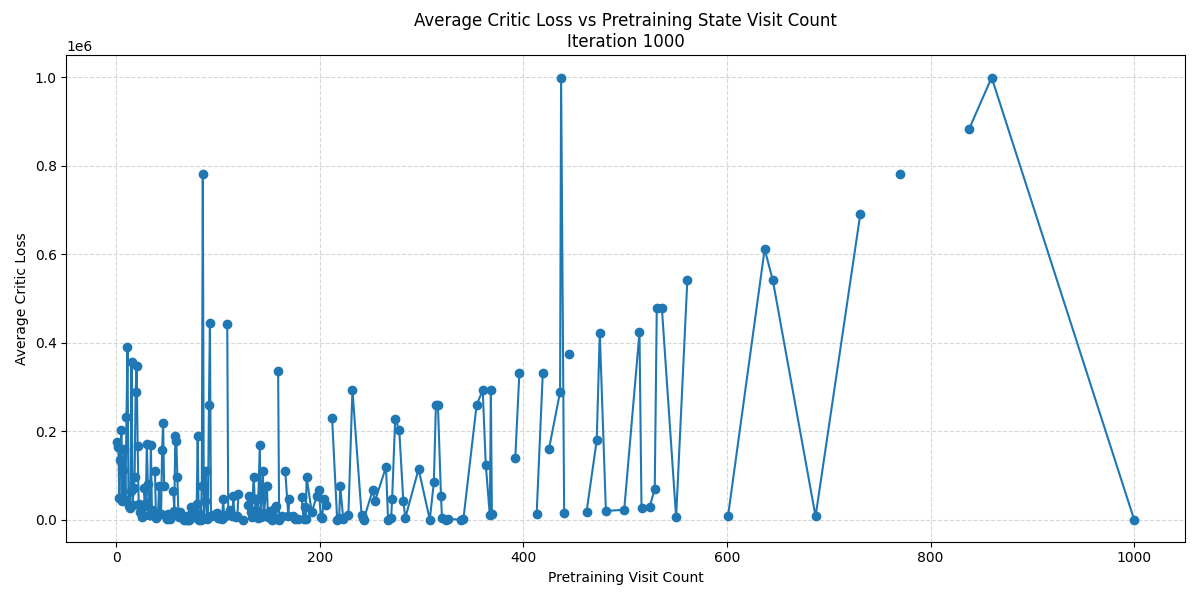 Average Critic Loss vs Pretraining State Visit Count
Iteration 1000
1e6
1.0
0.8
0.6
0.4
0.2
0.0
Average Critic Loss
0 200 400 600 800 1000
Pretraining Visit Count